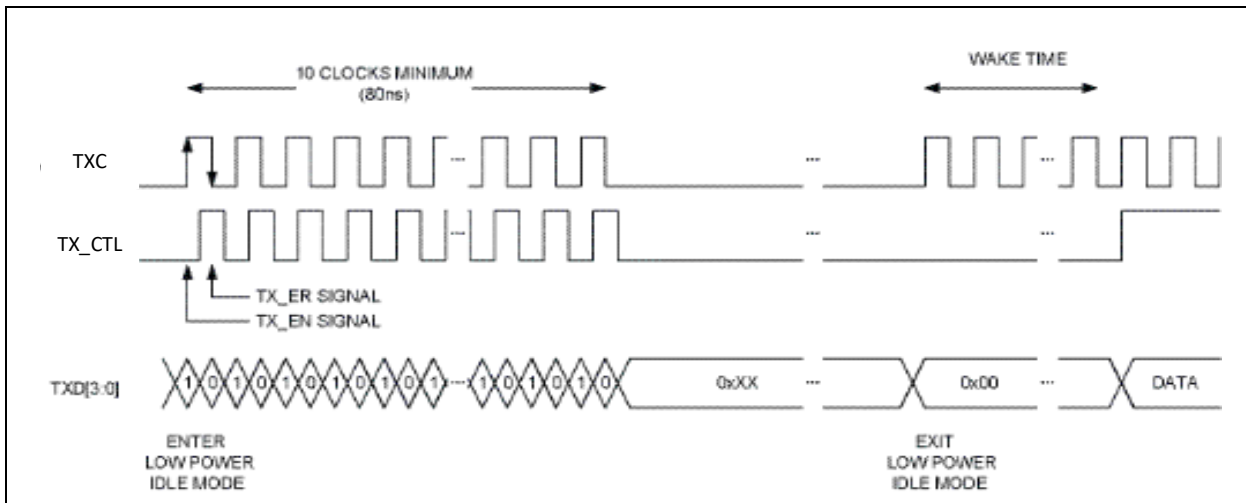 10 CLOCKS MINIMUM
(80ns)
WAKE TIME
TXC
...
...
...
TX_CTL
...
...
...
TX_ER SIGNAL
TX_EN SIGNAL
TXD[3:0]
1 0 1 0 1 0 1 0 1 0 1 ... 1 0 1 0 1 0
0xXX
...
0x00
...
DATA
ENTER
LOW POWER
IDLE MODE
EXIT
LOW POWER
IDLE MODE